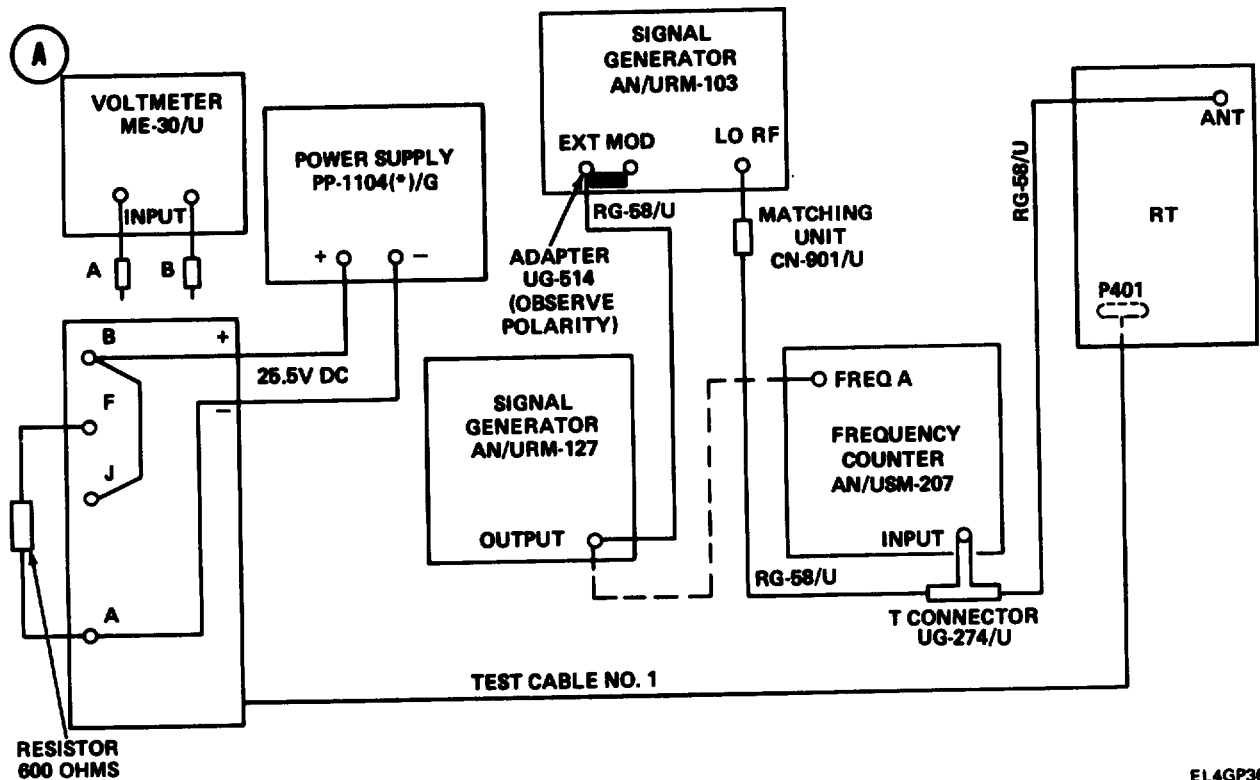 A
VOLTMETER
ME-30/U
INPUT
A
B
POWER SUPPLY
PP-1104(*)/G
+
−
SIGNAL
GENERATOR
AN/URM-103
EXT MOD
LO RF
RG-58/U
ADAPTER
UG-514
(OBSERVE
POLARITY)
MATCHING
UNIT
CN-901/U
RG-58/U
ANT
RT
P401
B
+
25.5V DC
−
F
J
A
RESISTOR
600 OHMS
SIGNAL
GENERATOR
AN/URM-127
OUTPUT
FREQ A
FREQUENCY
COUNTER
AN/USM-207
INPUT
RG-58/U
T CONNECTOR
UG-274/U
TEST CABLE NO. 1